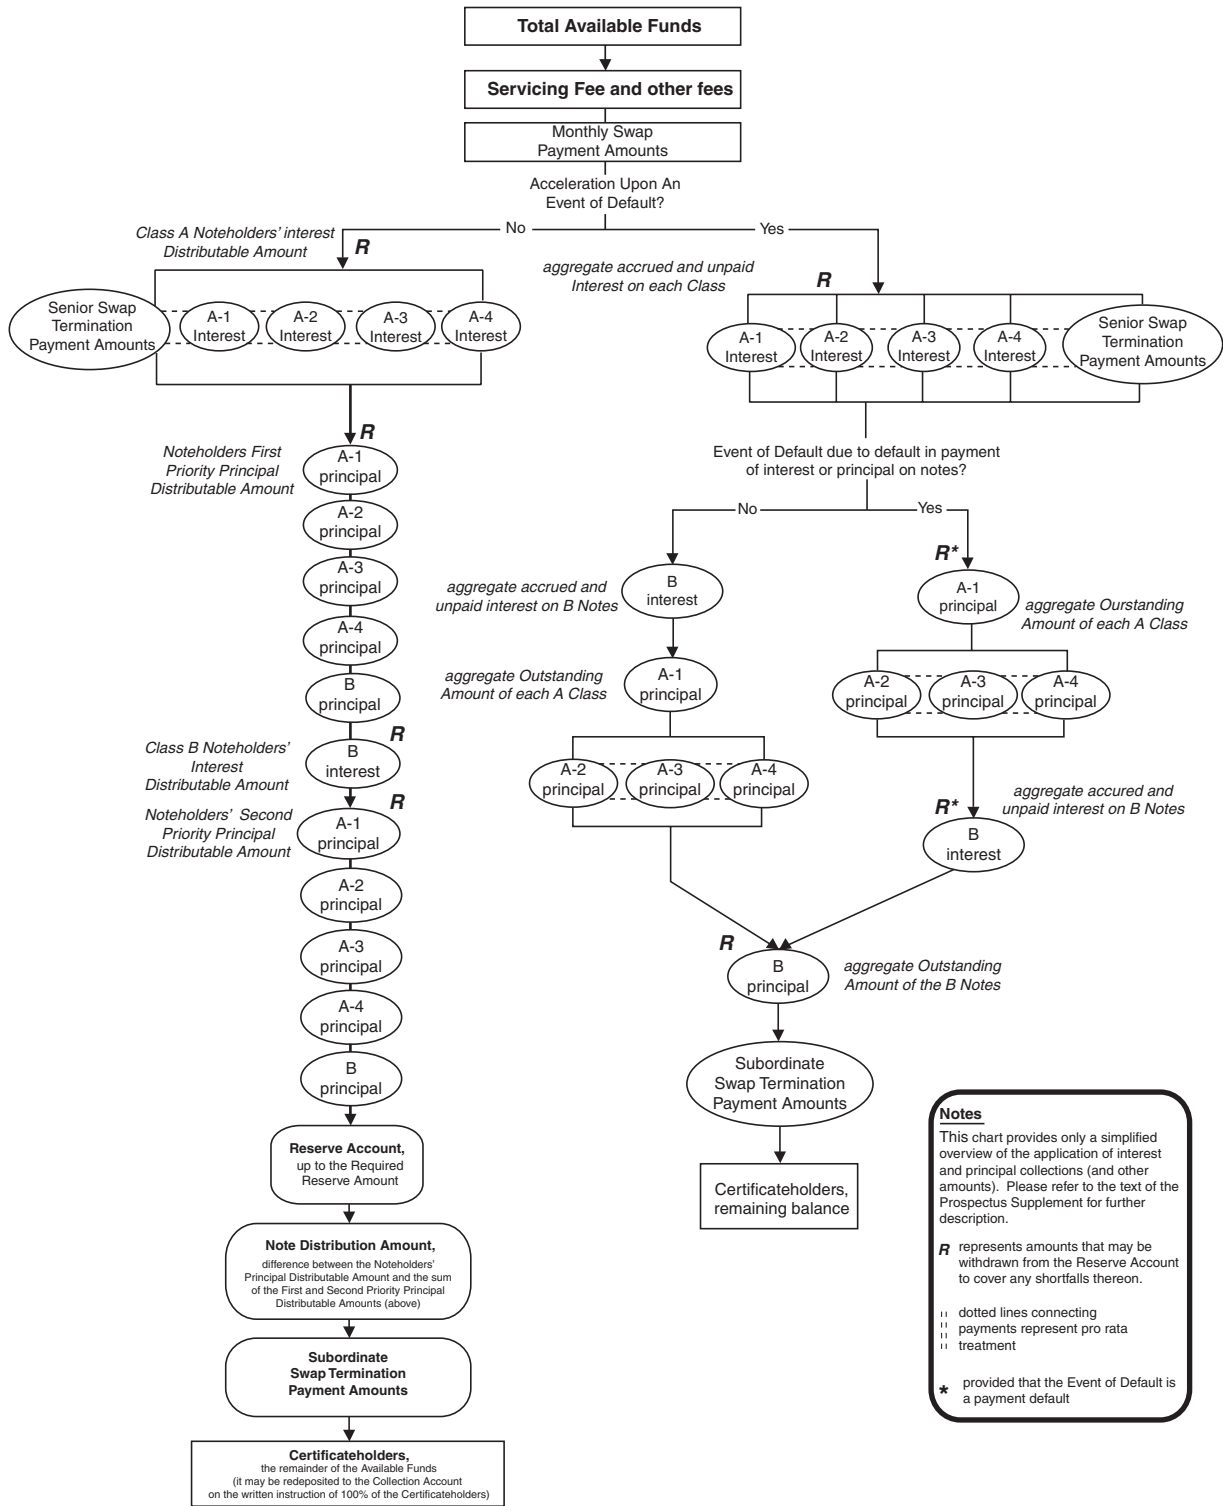 Total Available Funds
Servicing Fee and other fees
Monthly Swap
Payment Amounts
Acceleration Upon An
Event of Default?
No
Yes
Class A Noteholders' interest
Distributable Amount
R
Senior Swap
Termination
Payment Amounts
A-1
Interest
A-2
Interest
A-3
Interest
A-4
Interest
R
Noteholders First
Priority Principal
Distributable Amount
A-1
principal
A-2
principal
A-3
principal
A-4
principal
B
principal
R
Class B Noteholders'
Interest
Distributable Amount
B
interest
R
Noteholders' Second
Priority Principal
Distributable Amount
A-1
principal
A-2
principal
A-3
principal
A-4
principal
B
principal
Reserve Account,
up to the Required
Reserve Amount
Note Distribution Amount,
difference between the Noteholders'
Principal Distributable Amount and the sum
of the First and Second Priority Principal
Distributable Amounts (above)
Subordinate
Swap Termination
Payment Amounts
Certificateholders,
the remainder of the Available Funds
(it may be redeposited to the Collection Account
on the written instruction of 100% of the Certificateholders)
aggregate accrued and unpaid
Interest on each Class
R
A-1
Interest
A-2
Interest
A-3
Interest
A-4
Interest
Senior Swap
Termination
Payment Amounts
Event of Default due to default in payment
of interest or principal on notes?
No
Yes
aggregate accrued and
unpaid interest on B Notes
B
interest
aggregate Outstanding
Amount of each A Class
A-1
principal
A-2
principal
A-3
principal
A-4
principal
R*
A-1
principal
aggregate Ourstanding
Amount of each A Class
A-2
principal
A-3
principal
A-4
principal
aggregate accured and
unpaid interest on B Notes
R*
B
interest
R
B
principal
aggregate Outstanding
Amount of the B Notes
Subordinate
Swap Termination
Payment Amounts
Certificateholders,
remaining balance
Notes
This chart provides only a simplified
overview of the application of interest
and principal collections (and other
amounts). Please refer to the text of the
Prospectus Supplement for further
description.
R represents amounts that may be
withdrawn from the Reserve Account
to cover any shortfalls thereon.
dotted lines connecting
payments represent pro rata
treatment
* provided that the Event of Default is
a payment default